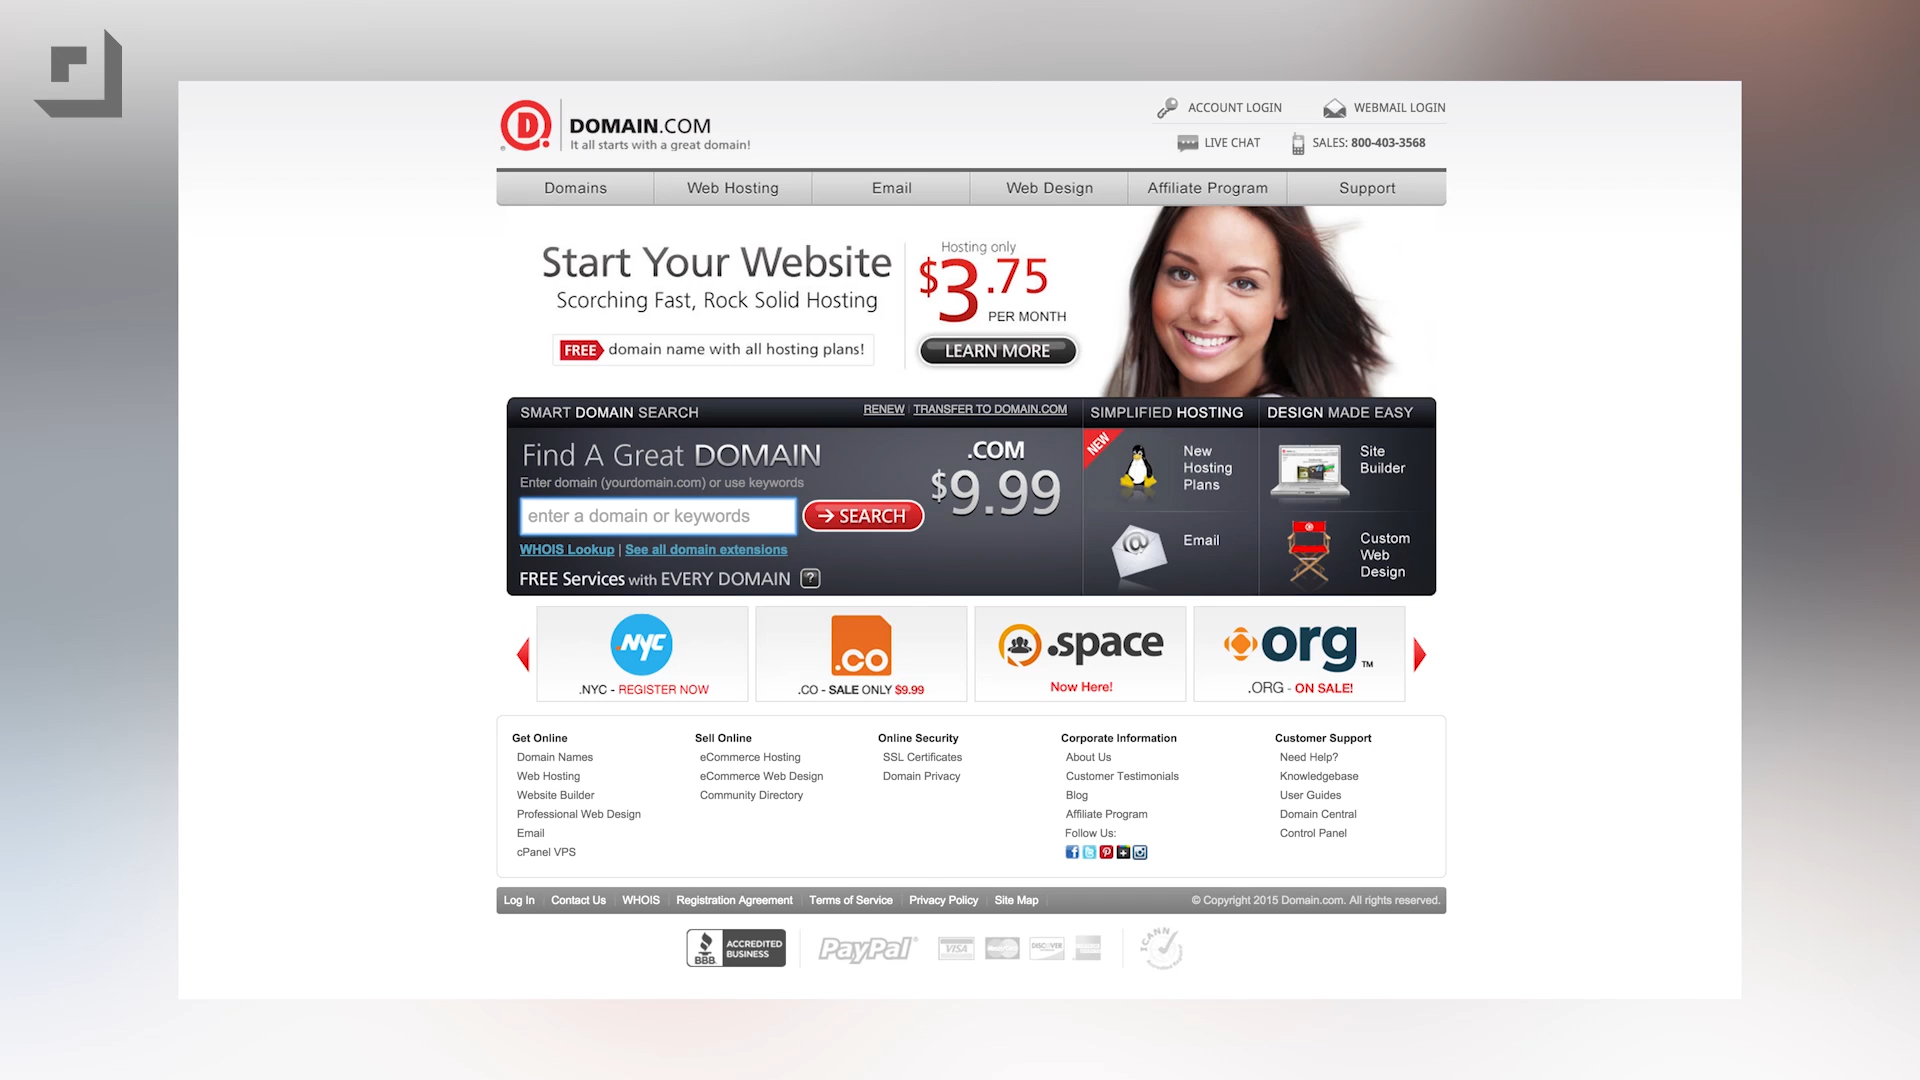 ACCOUNT LOGIN
WEBMAIL LOGIN
DOMAIN.COM
It all starts with a great domain!
LIVE CHAT
SALES: 800-403-3568
Domains
Web Hosting
Email
Web Design
Affiliate Program
Support
Start Your Website
Scorching Fast, Rock Solid Hosting
FREE domain name with all hosting plans!
Hosting only
$3.75
PER MONTH
LEARN MORE
SMART DOMAIN SEARCH
RENEW | TRANSFER TO DOMAIN.COM
SIMPLIFIED HOSTING
DESIGN MADE EASY
Find A Great DOMAIN
Enter domain (yourdomain.com) or use keywords
enter a domain or keywords
SEARCH
WHOIS Lookup | See all domain extensions
FREE Services with EVERY DOMAIN ?
.COM
$9.99
NEW
New
Hosting
Plans
Email
Site
Builder
Custom
Web
Design
.NYC
.NYC - REGISTER NOW
.CO
.CO - SALE ONLY $9.99
.space
Now Here!
org TM
.ORG - ON SALE!
Get Online
Domain Names
Web Hosting
Website Builder
Professional Web Design
Email
cPanel VPS
Sell Online
eCommerce Hosting
eCommerce Web Design
Community Directory
Online Security
SSL Certificates
Domain Privacy
Corporate Information
About Us
Customer Testimonials
Blog
Affiliate Program
Follow Us:
Customer Support
Need Help?
Knowledgebase
User Guides
Domain Central
Control Panel
Log In
Contact Us
WHOIS
Registration Agreement
Terms of Service
Privacy Policy
Site Map
© Copyright 2015 Domain.com. All rights reserved.
BBB.
ACCREDITED
BUSINESS
PayPal®
VISA
DISCOVER
ICANN